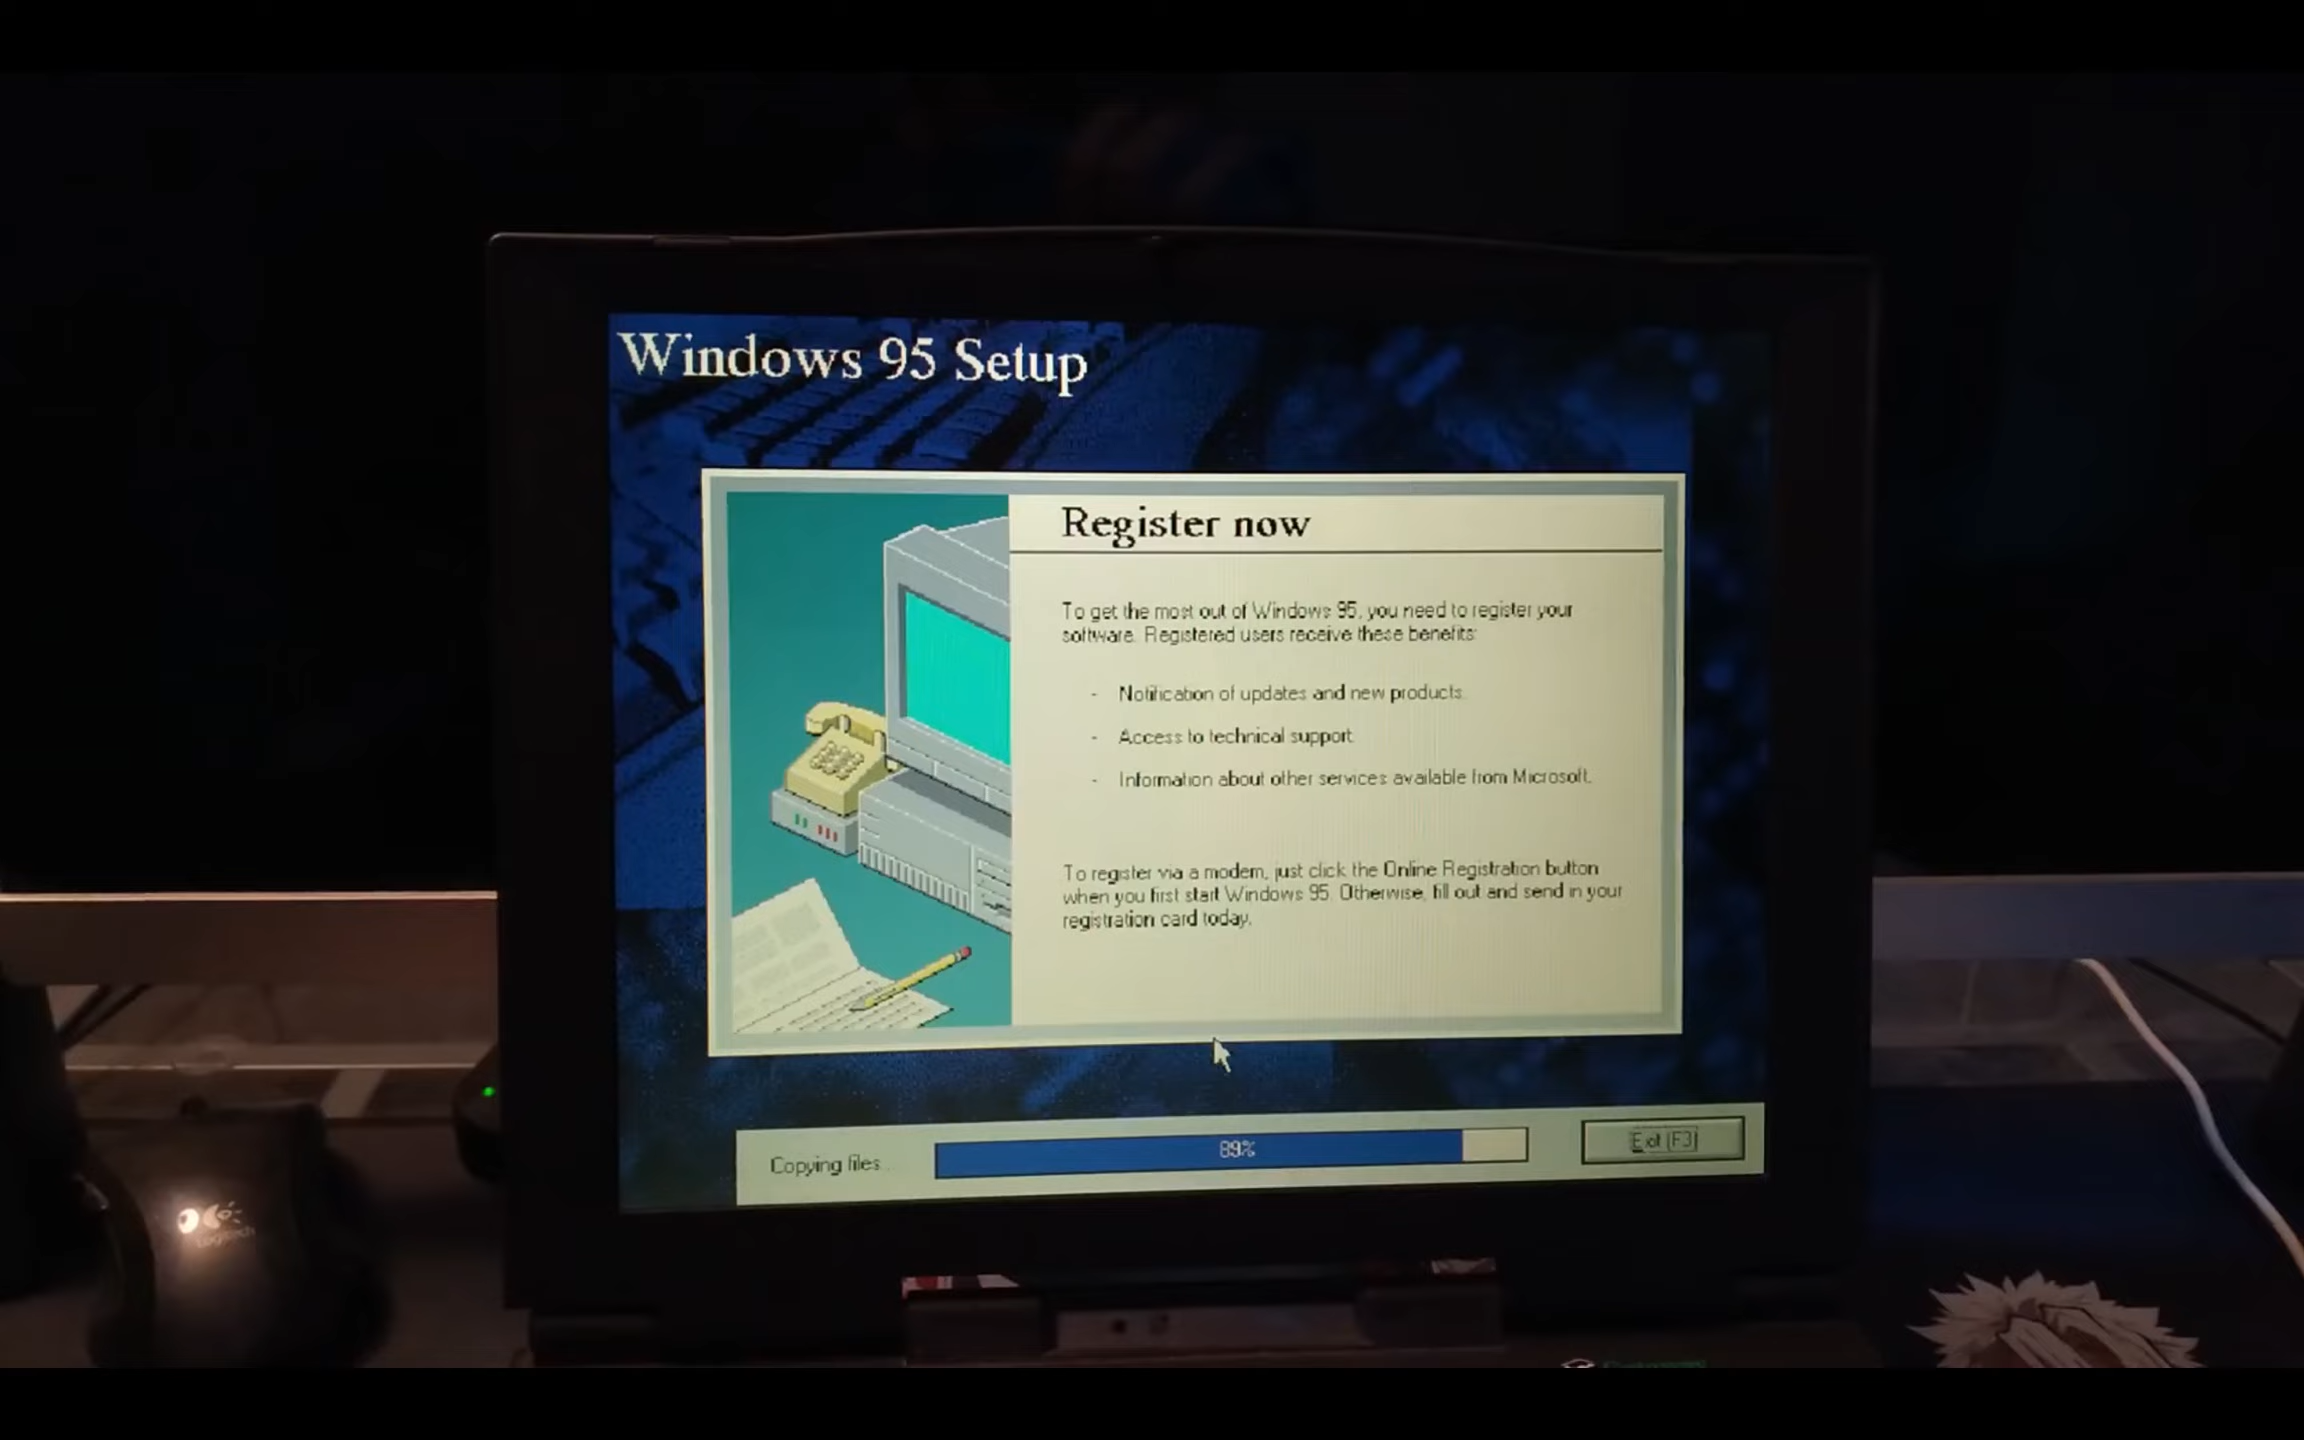 Windows 95 Setup
Register now
To get the most out of Windows 95, you need to register your
software. Registered users receive these benefits:
- Notification of updates and new products.
- Access to technical support.
- Information about other services available from Microsoft.
To register via a modem, just click the Online Registration button
when you first start Windows 95. Otherwise, fill out and send in your
registration card today.
Copying files...
89%
Exit (F3)
Logitech